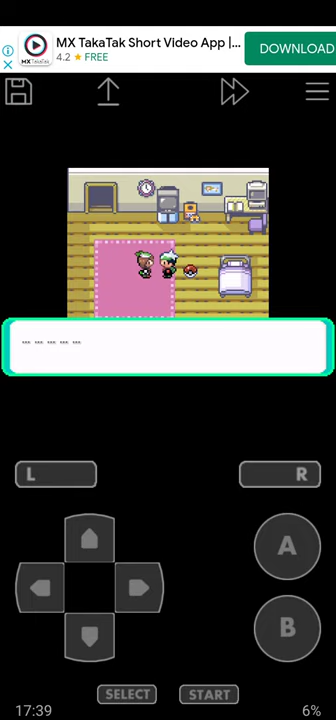 MX TakaTak Short Video App |...
4.2 ★ FREE
DOWNLOAD
MX TakaTak
... ... ... ... ...
L
R
A
B
SELECT
START
17:39
6%